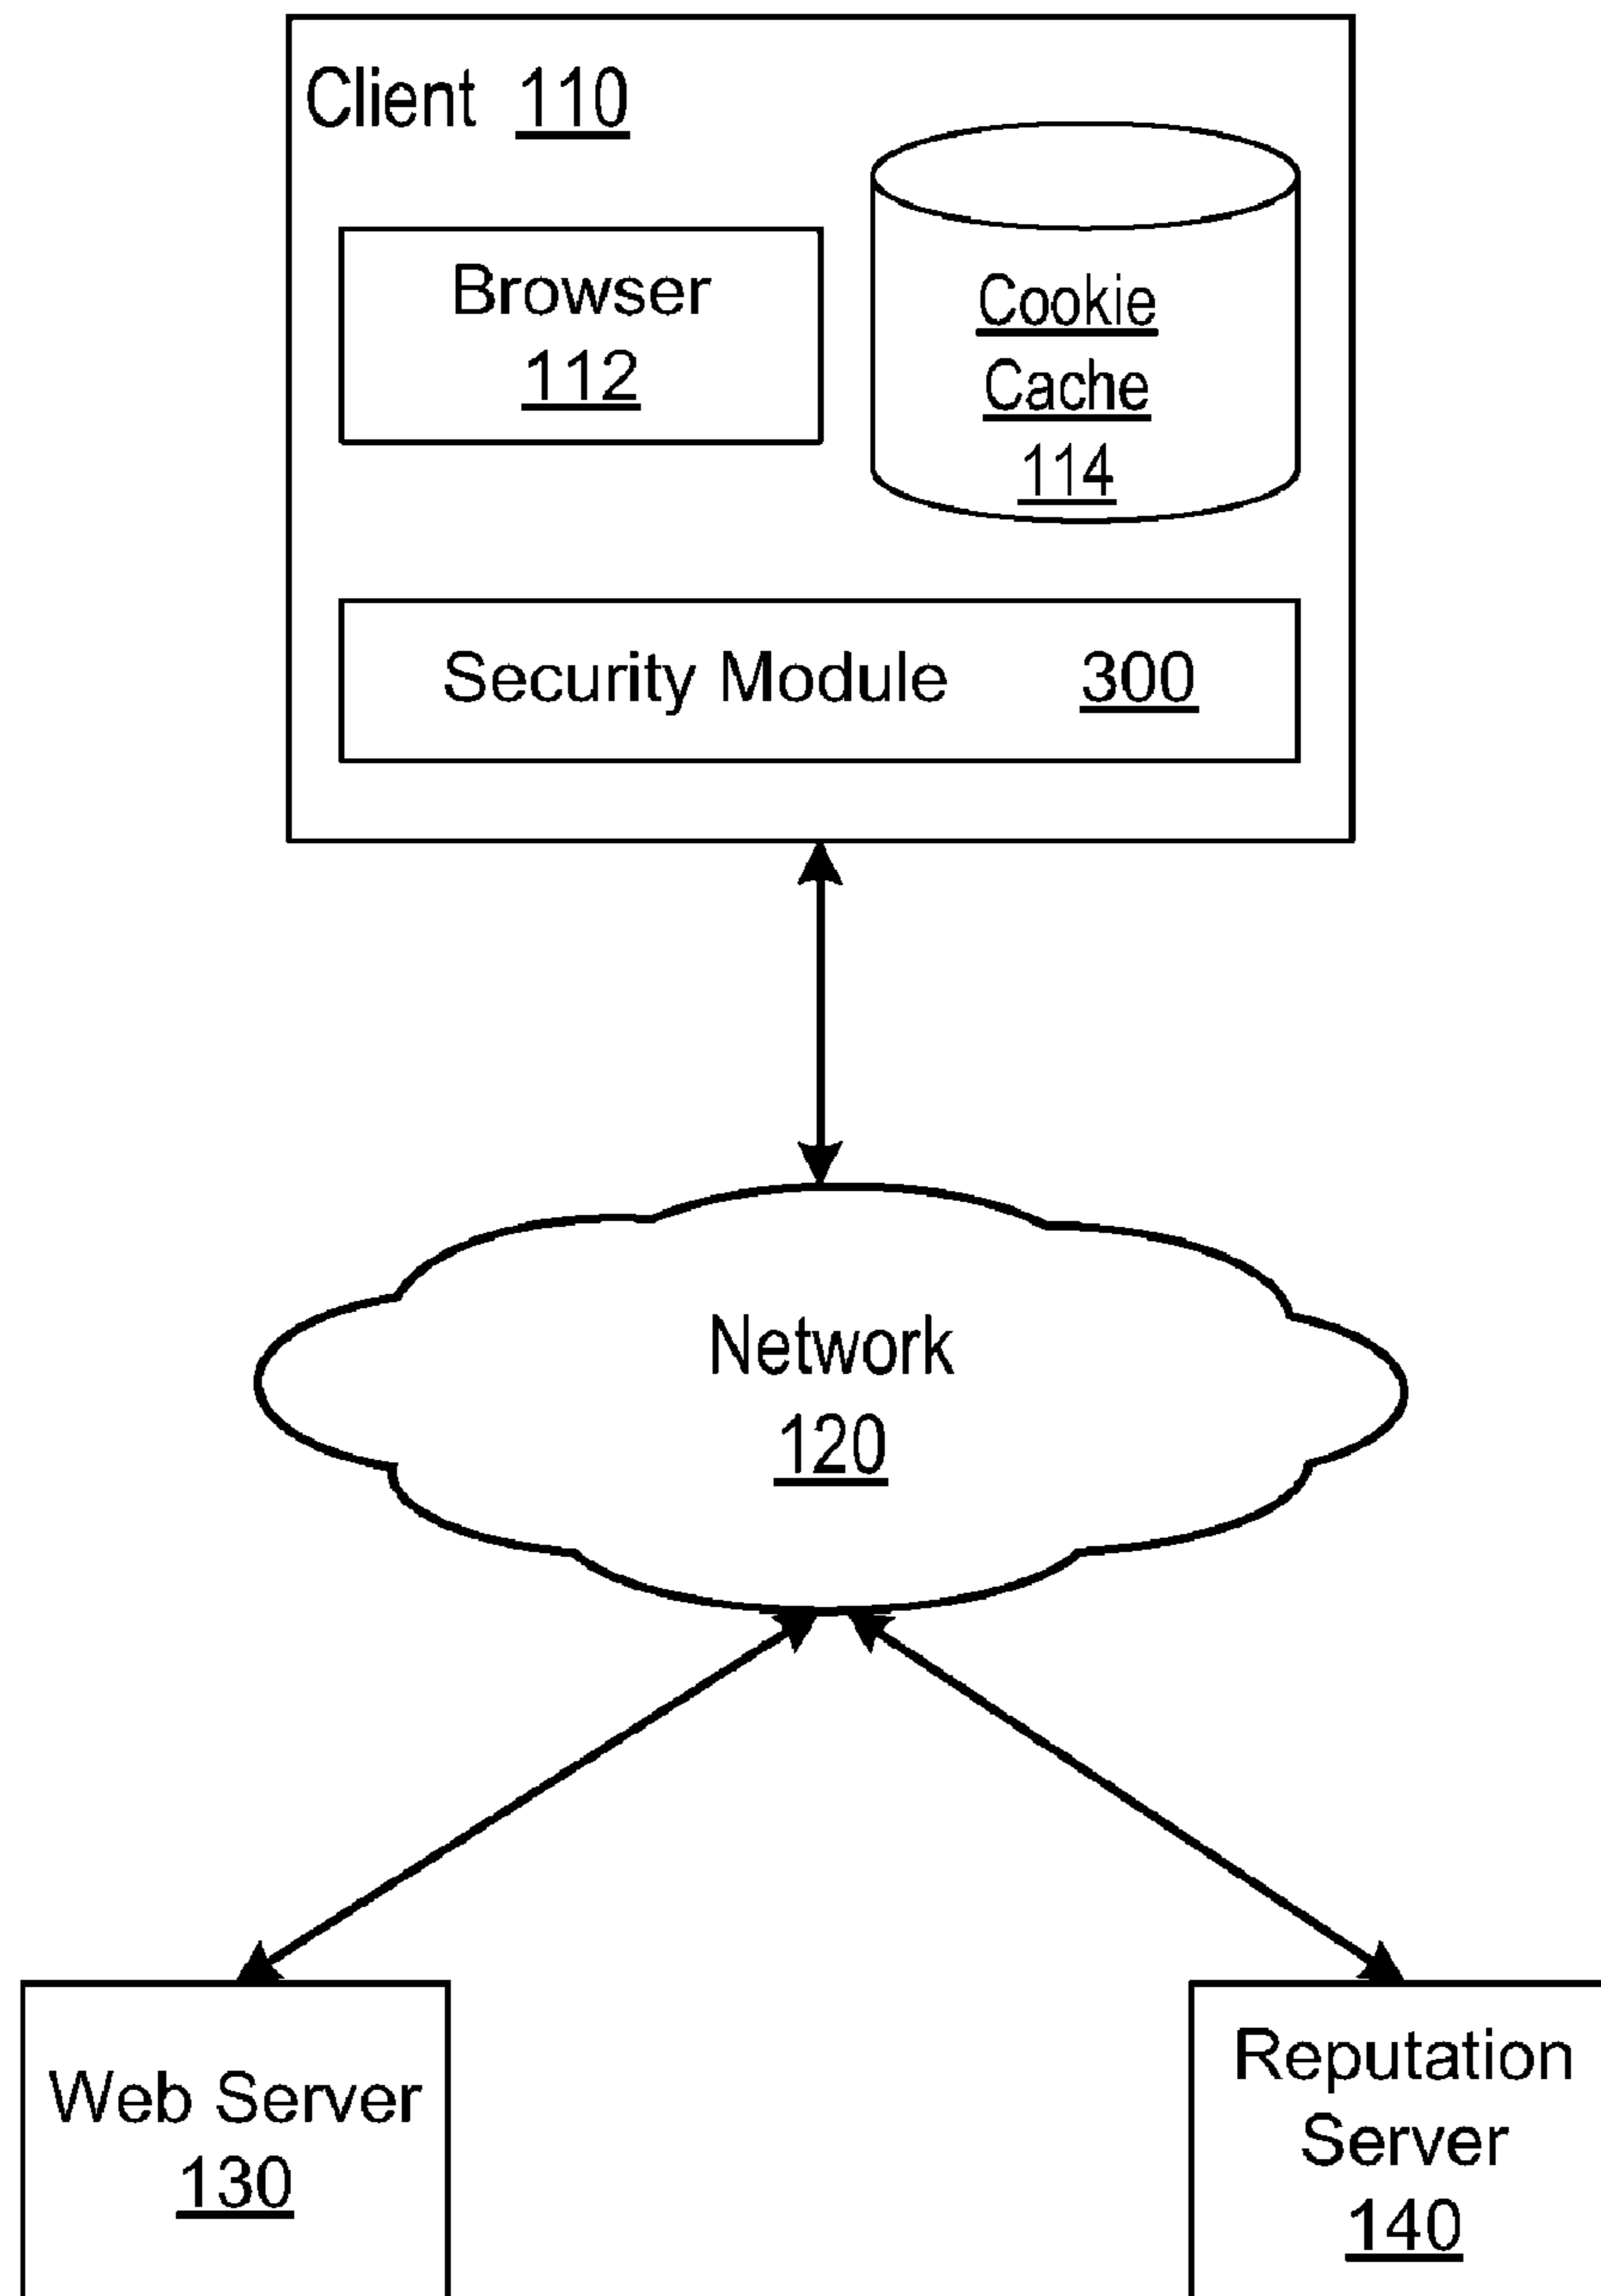 Client 110
Browser
112
Cookie
Cache
114
Security Module 300
Network
120
Web Server
130
Reputation
Server
140